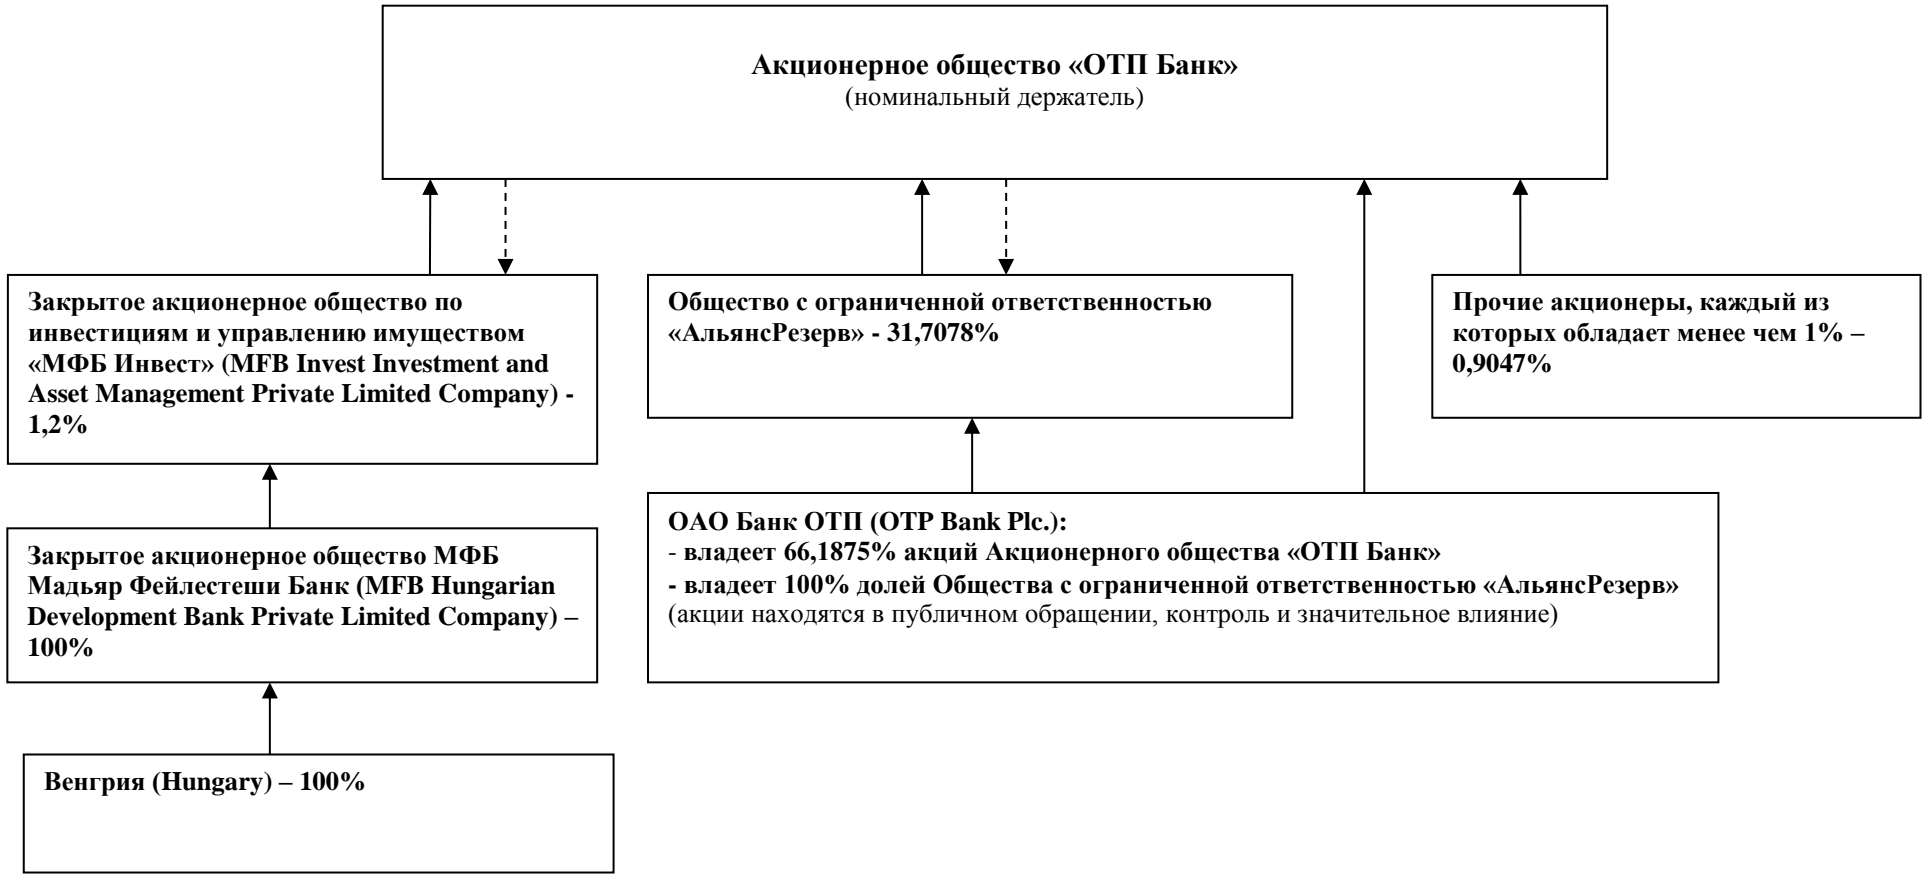 Акционерное общество «ОТП Банк»
(номинальный держатель)
Закрытое акционерное общество по
инвестициям и управлению имуществом
«МФБ Инвест» (MFB Invest Investment and
Asset Management Private Limited Company) -
1,2%
Общество с ограниченной ответственностью
«АльянсРезерв» - 31,7078%
Прочие акционеры, каждый из
которых обладает менее чем 1% –
0,9047%
Закрытое акционерное общество МФБ
Мадьяр Фейлестеши Банк (MFB Hungarian
Development Bank Private Limited Company) –
100%
ОАО Банк ОТП (OTP Bank Plc.):
- владеет 66,1875% акций Акционерного общества «ОТП Банк»
- владеет 100% долей Общества с ограниченной ответственностью «АльянсРезерв»
(акции находятся в публичном обращении, контроль и значительное влияние)
Венгрия (Hungary) – 100%